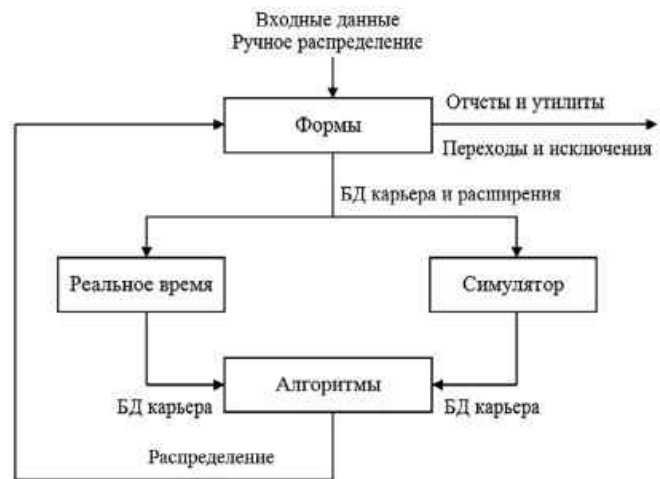 Входные данные
Ручное распределение
Формы
Отчеты и утилиты
Переходы и исключения
БД карьера и расширения
Реальное время
Симулятор
Алгоритмы
БД карьера
БД карьера
Распределение